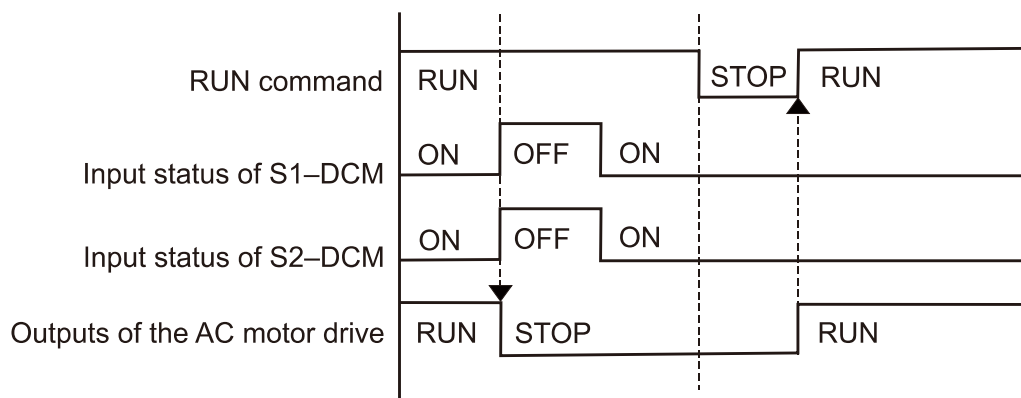 RUN command RUN STOP RUN
Input status of S1–DCM ON OFF ON
Input status of S2–DCM ON OFF ON
Outputs of the AC motor drive RUN STOP RUN